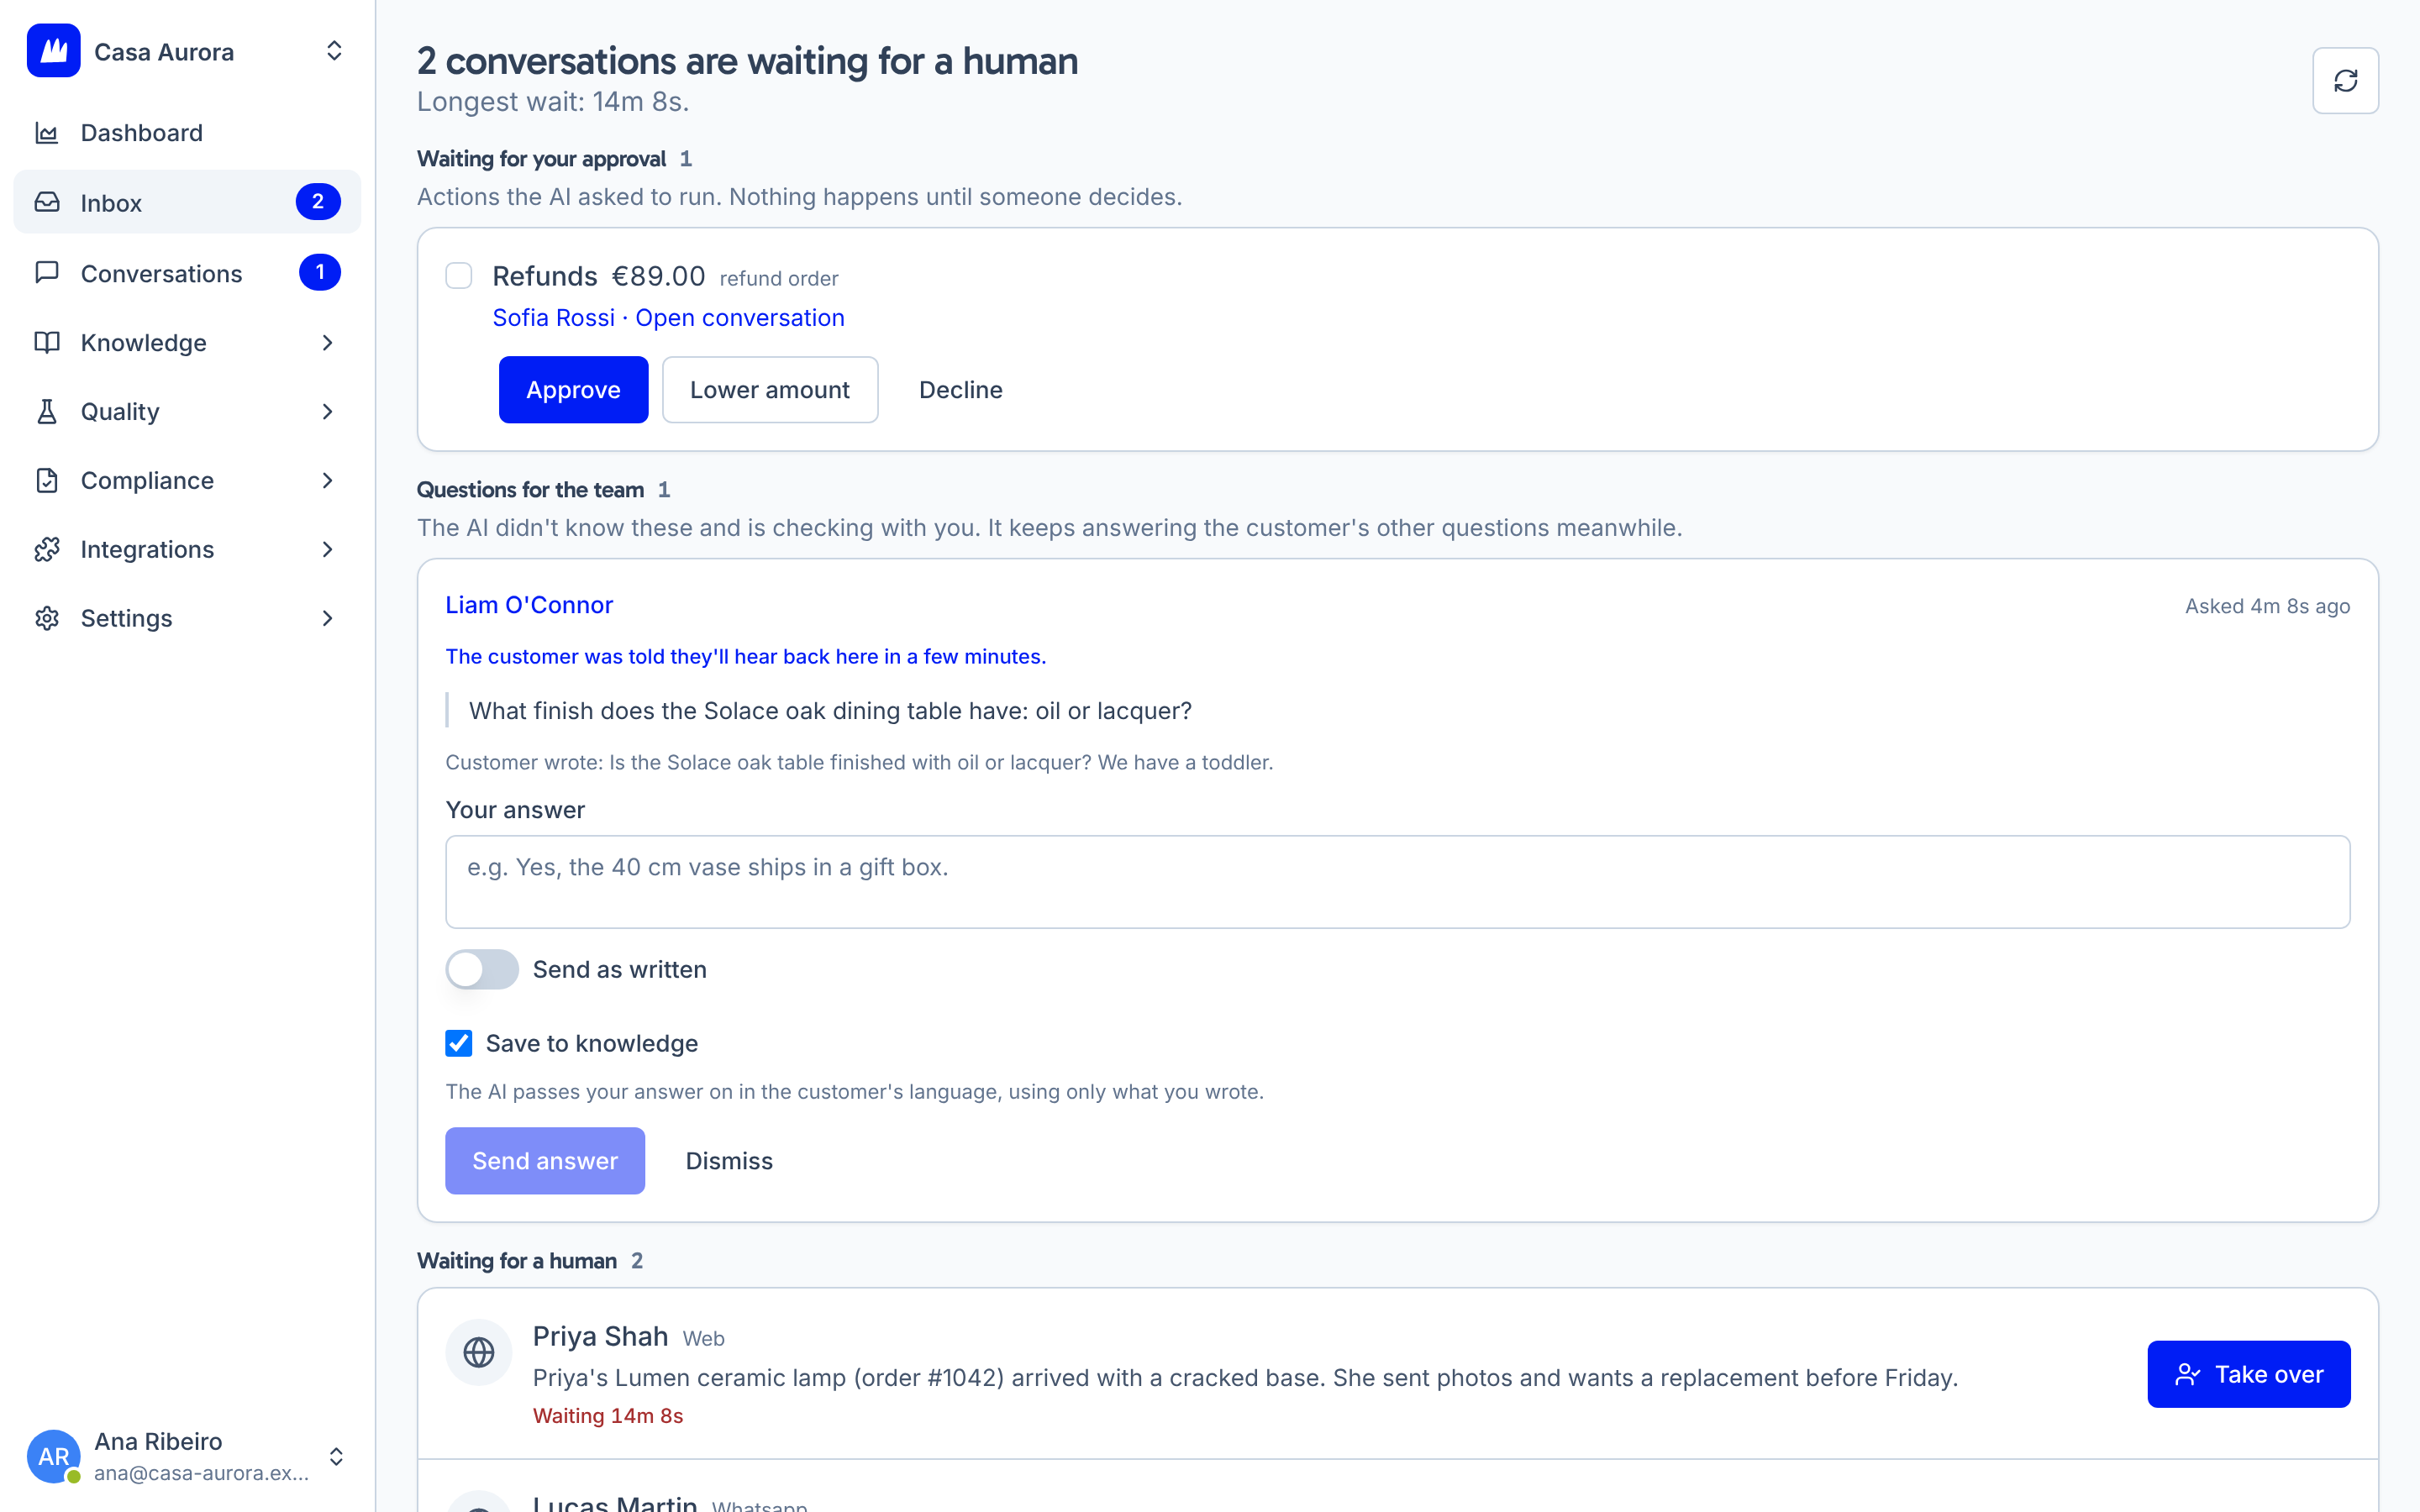 Casa Aurora
Dashboard
Inbox 2
Conversations 1
Knowledge
Quality
Compliance
Integrations
Settings
AR
Ana Ribeiro
ana@casa-aurora.ex...
2 conversations are waiting for a human
Longest wait: 14m 8s.
Waiting for your approval 1
Actions the AI asked to run. Nothing happens until someone decides.
Refunds €89.00 refund order
Sofia Rossi · Open conversation
Approve Lower amount Decline
Questions for the team 1
The AI didn't know these and is checking with you. It keeps answering the customer's other questions meanwhile.
Liam O'Connor Asked 4m 8s ago
The customer was told they'll hear back here in a few minutes.
What finish does the Solace oak dining table have: oil or lacquer?
Customer wrote: Is the Solace oak table finished with oil or lacquer? We have a toddler.
Your answer
e.g. Yes, the 40 cm vase ships in a gift box.
Send as written
Save to knowledge
The AI passes your answer on in the customer's language, using only what you wrote.
Send answer Dismiss
Waiting for a human 2
Priya Shah Web
Priya's Lumen ceramic lamp (order #1042) arrived with a cracked base. She sent photos and wants a replacement before Friday.
Waiting 14m 8s
Take over
Lucas Martin Whatsapp